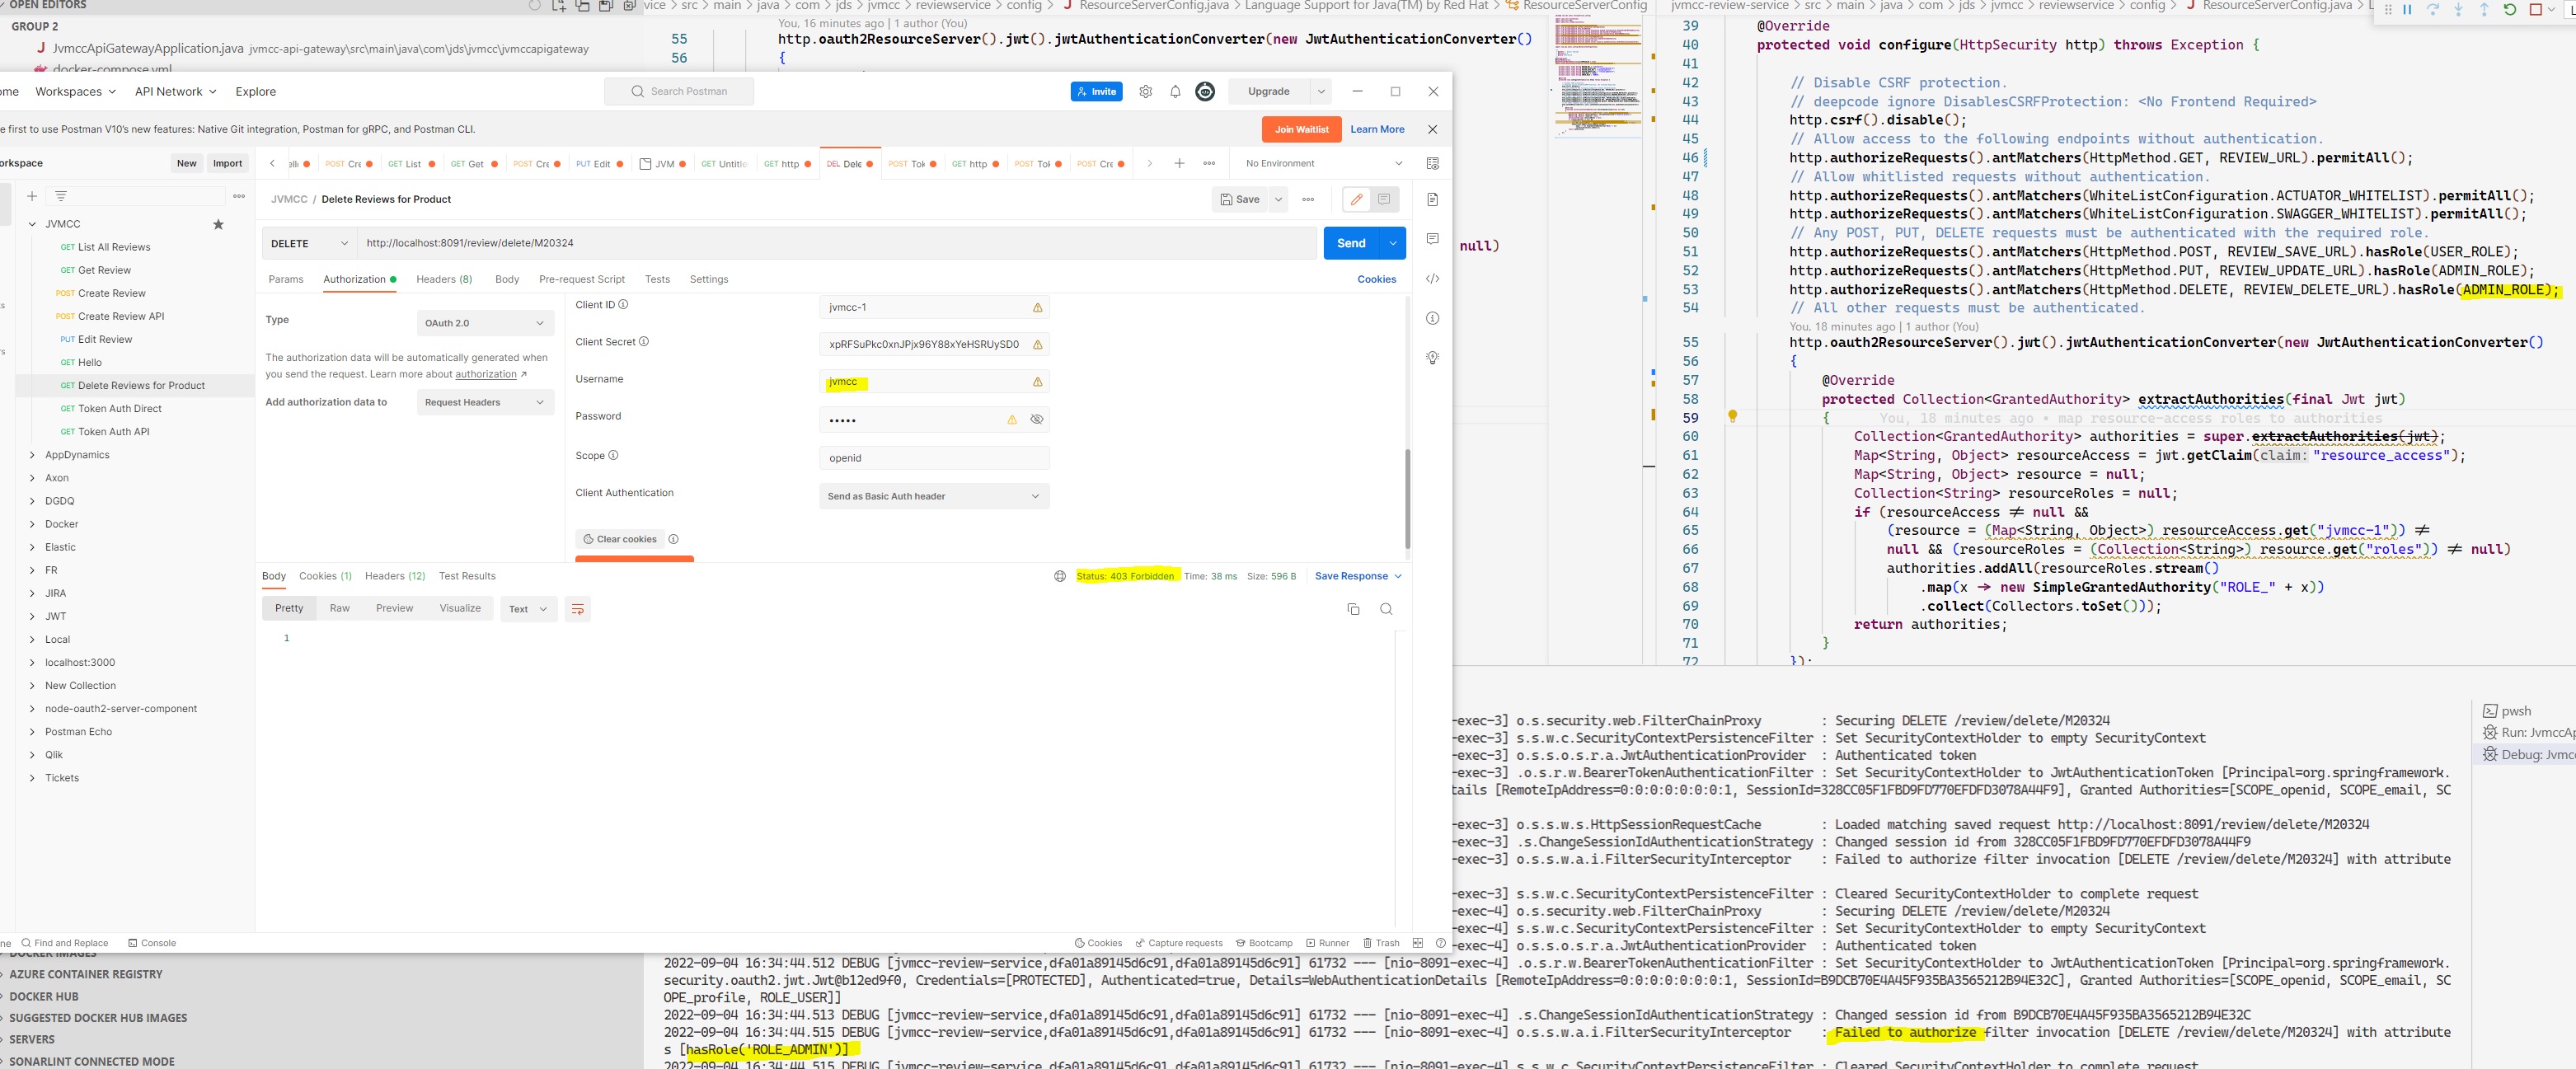 OPEN EDITORS
GROUP 2
JvmccApiGatewayApplication.java jvmcc-api-gateway\src\main\java\com\jds\jvmcc\jvmccapigateway
docker-compose.yml
vice > src > main > java > com > jds > jvmcc > reviewservice > config > J ResourceServerConfig.java > Language Support for Java(TM) by Red Hat > ResourceServerConfig
You, 16 minutes ago | 1 author (You)
55 http.oauth2ResourceServer().jwt().jwtAuthenticationConverter(new JwtAuthenticationConverter()
56 {
null)
ome Workspaces API Network Explore
Search Postman
Invite
Upgrade
e first to use Postman V10's new features: Native Git integration, Postman for gRPC, and Postman CLI.
Join Waitlist Learn More
orkspace New Import
POST Cre GET List GET Get POST Cre PUT Edit JVM GET Untitle GET http DEL Dele POST Tok GET http POST Tok POST Cre
No Environment
JVMCC
GET List All Reviews
GET Get Review
POST Create Review
POST Create Review API
PUT Edit Review
GET Hello
GET Delete Reviews for Product
GET Token Auth Direct
GET Token Auth API
AppDynamics
Axon
DGDQ
Docker
Elastic
FR
JIRA
JWT
Local
localhost:3000
New Collection
node-oauth2-server-component
Postman Echo
Qlik
Tickets
JVMCC / Delete Reviews for Product
Save
DELETE http://localhost:8091/review/delete/M20324
Send
Params Authorization Headers (8) Body Pre-request Script Tests Settings
Cookies
Type OAuth 2.0
The authorization data will be automatically generated when
you send the request. Learn more about authorization ↗
Add authorization data to Request Headers
Client ID jvmcc-1
Client Secret xpRFSuPkc0xnJPjx96Y88xYeHSRUySD0
Username jvmcc
Password •••••
Scope openid
Client Authentication Send as Basic Auth header
Clear cookies
Body Cookies (1) Headers (12) Test Results
Status: 403 Forbidden Time: 38 ms Size: 596 B Save Response
Pretty Raw Preview Visualize Text
1
ne Find and Replace Console
Cookies Capture requests Bootcamp Runner Trash
DOCKER IMAGES
AZURE CONTAINER REGISTRY
DOCKER HUB
SUGGESTED DOCKER HUB IMAGES
SERVERS
SONARLINT CONNECTED MODE
jvmcc-review-service > src > main > java > com > jds > jvmcc > reviewservice > config > J ResourceServerConfig.java >
39 @Override
40 protected void configure(HttpSecurity http) throws Exception {
41
42 // Disable CSRF protection.
43 // deepcode ignore DisablesCSRFProtection: <No Frontend Required>
44 http.csrf().disable();
45 // Allow access to the following endpoints without authentication.
46 http.authorizeRequests().antMatchers(HttpMethod.GET, REVIEW_URL).permitAll();
47 // Allow whitlisted requests without authentication.
48 http.authorizeRequests().antMatchers(WhiteListConfiguration.ACTUATOR_WHITELIST).permitAll();
49 http.authorizeRequests().antMatchers(WhiteListConfiguration.SWAGGER_WHITELIST).permitAll();
50 // Any POST, PUT, DELETE requests must be authenticated with the required role.
51 http.authorizeRequests().antMatchers(HttpMethod.POST, REVIEW_SAVE_URL).hasRole(USER_ROLE);
52 http.authorizeRequests().antMatchers(HttpMethod.PUT, REVIEW_UPDATE_URL).hasRole(ADMIN_ROLE);
53 http.authorizeRequests().antMatchers(HttpMethod.DELETE, REVIEW_DELETE_URL).hasRole(ADMIN_ROLE);
54 // All other requests must be authenticated.
You, 18 minutes ago | 1 author (You)
55 http.oauth2ResourceServer().jwt().jwtAuthenticationConverter(new JwtAuthenticationConverter()
56 {
57 @Override
58 protected Collection<GrantedAuthority> extractAuthorities(final Jwt jwt)
59 { You, 18 minutes ago • map resource-access roles to authorities
60 Collection<GrantedAuthority> authorities = super.extractAuthorities(jwt);
61 Map<String, Object> resourceAccess = jwt.getClaim(claim: "resource_access");
62 Map<String, Object> resource = null;
63 Collection<String> resourceRoles = null;
64 if (resourceAccess ≠ null &&
65 (resource = (Map<String, Object>) resourceAccess.get("jvmcc-1")) ≠
66 null && (resourceRoles = (Collection<String>) resource.get("roles")) ≠ null)
67 authorities.addAll(resourceRoles.stream()
68 .map(x → new SimpleGrantedAuthority("ROLE_" + x))
69 .collect(Collectors.toSet()));
70 return authorities;
71 }
72 });
-exec-3] o.s.security.web.FilterChainProxy : Securing DELETE /review/delete/M20324
-exec-3] s.s.w.c.SecurityContextPersistenceFilter : Set SecurityContextHolder to empty SecurityContext
-exec-3] o.s.s.o.s.r.a.JwtAuthenticationProvider : Authenticated token
-exec-3] .o.s.r.w.BearerTokenAuthenticationFilter : Set SecurityContextHolder to JwtAuthenticationToken [Principal=org.springframework.
tails [RemoteIpAddress=0:0:0:0:0:0:0:1, SessionId=328CC05F1FBD9FD770EFDFD3078A44F9], Granted Authorities=[SCOPE_openid, SCOPE_email, SC
-exec-3] o.s.s.w.s.HttpSessionRequestCache : Loaded matching saved request http://localhost:8091/review/delete/M20324
-exec-3] .s.ChangeSessionIdAuthenticationStrategy : Changed session id from 328CC05F1FBD9FD770EFDFD3078A44F9
-exec-3] o.s.s.w.a.i.FilterSecurityInterceptor : Failed to authorize filter invocation [DELETE /review/delete/M20324] with attribute
-exec-3] s.s.w.c.SecurityContextPersistenceFilter : Cleared SecurityContextHolder to complete request
-exec-4] o.s.security.web.FilterChainProxy : Securing DELETE /review/delete/M20324
-exec-4] s.s.w.c.SecurityContextPersistenceFilter : Set SecurityContextHolder to empty SecurityContext
-exec-4] o.s.s.o.s.r.a.JwtAuthenticationProvider : Authenticated token
2022-09-04 16:34:44.512 DEBUG [jvmcc-review-service,dfa01a89145d6c91,dfa01a89145d6c91] 61732 --- [nio-8091-exec-4] .o.s.r.w.BearerTokenAuthenticationFilter : Set SecurityContextHolder to JwtAuthenticationToken [Principal=org.springframework.
security.oauth2.jwt.Jwt@b12ed9f0, Credentials=[PROTECTED], Authenticated=true, Details=WebAuthenticationDetails [RemoteIpAddress=0:0:0:0:0:0:0:1, SessionId=B9DCB70E4A45F935BA3565212B94E32C], Granted Authorities=[SCOPE_openid, SCOPE_email, SC
OPE_profile, ROLE_USER]]
2022-09-04 16:34:44.513 DEBUG [jvmcc-review-service,dfa01a89145d6c91,dfa01a89145d6c91] 61732 --- [nio-8091-exec-4] .s.ChangeSessionIdAuthenticationStrategy : Changed session id from B9DCB70E4A45F935BA3565212B94E32C
2022-09-04 16:34:44.515 DEBUG [jvmcc-review-service,dfa01a89145d6c91,dfa01a89145d6c91] 61732 --- [nio-8091-exec-4] o.s.s.w.a.i.FilterSecurityInterceptor : Failed to authorize filter invocation [DELETE /review/delete/M20324] with attribute
s [hasRole('ROLE_ADMIN')]
2022-09-04 16:34:44.515 DEBUG [jvmcc-review-service,dfa01a89145d6c91,dfa01a89145d6c91] 61732 --- [nio-8091-exec-4] s.s.w.c.SecurityContextPersistenceFilter : Cleared SecurityContextHolder to complete request
pwsh
Run: JvmccAp
Debug: Jvmcc